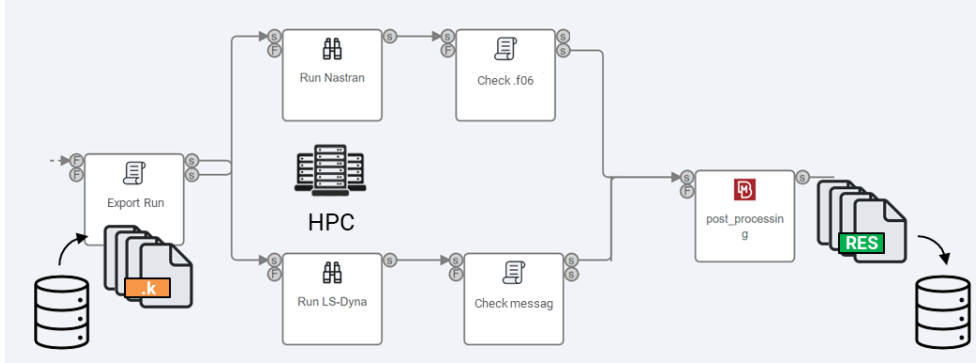 S
F
S
Run Nastran
S
F
S
S
Check .f06
F
F
S
S
Export Run
.k
HPC
S
F
S
Run LS-Dyna
S
F
S
S
Check messag
S
F
S
post_processin
g
RES